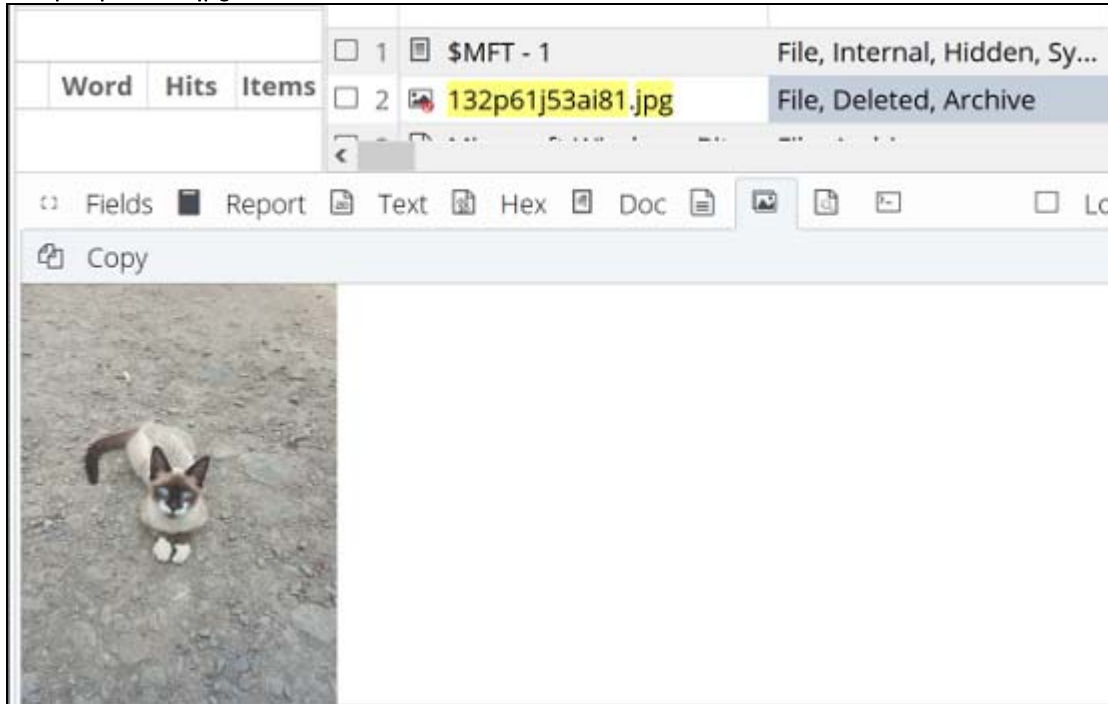 1 $MFT - 1 File, Internal, Hidden, Sy...
Word Hits Items
2 132p61j53ai81.jpg File, Deleted, Archive
Fields Report Text Hex Doc Lo
Copy